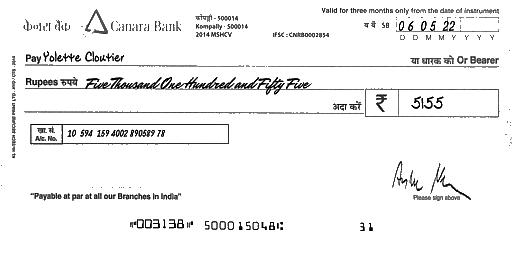 केनरा बैंक Canara Bank
कोंपल्ली - 500014
Kompally - 500014
2014 MSHCV
IFSC : CNRB0002854
Valid for three months only from the date of instrument
SB 06 05 22
D D M M Y Y Y Y
Pay Yolette Cloutier या धारक को Or Bearer
Rupees रुपये Five Thousand One Hundred and Fifty Five
अदा करें ₹ 5155
खा. सं.
A/c. No. 10 594 159 4002 890589 78
"Payable at par at all our Branches in India"
Please sign above
⑈003138⑈ 500015048⑆ 31